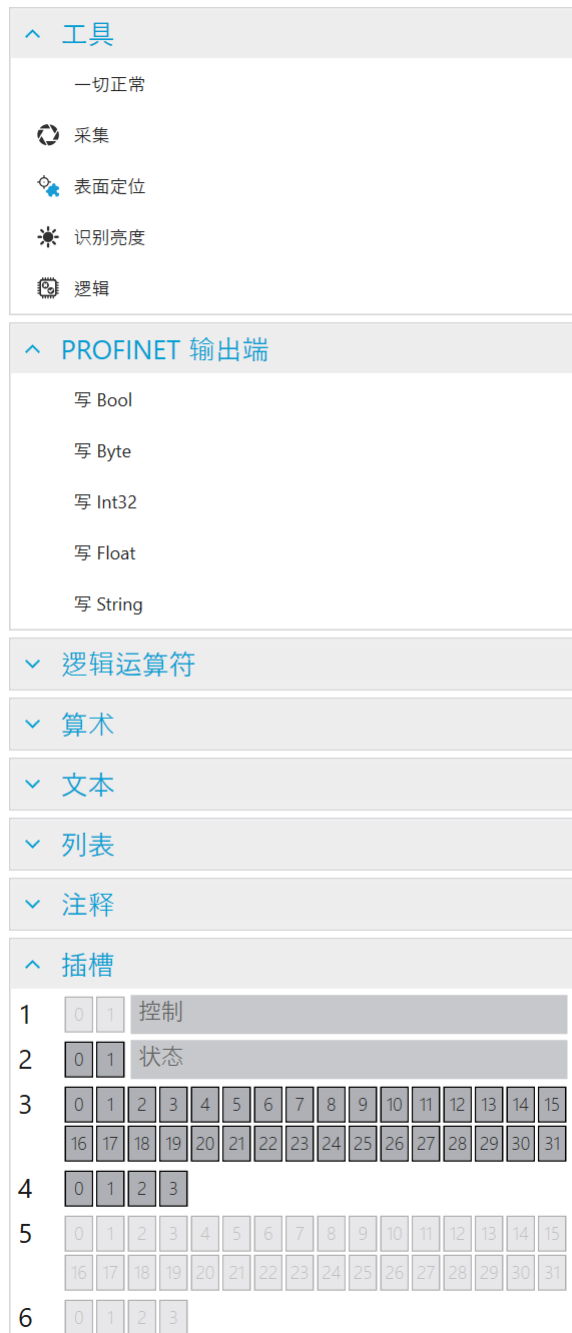 工具
一切正常
采集
表面定位
识别亮度
逻辑
PROFINET 输出端
写 Bool
写 Byte
写 Int32
写 Float
写 String
逻辑运算符
算术
文本
列表
注释
插槽
1 0 1 控制
2 0 1 状态
3 0 1 2 3 4 5 6 7 8 9 10 11 12 13 14 15
16 17 18 19 20 21 22 23 24 25 26 27 28 29 30 31
4 0 1 2 3
5 0 1 2 3 4 5 6 7 8 9 10 11 12 13 14 15
16 17 18 19 20 21 22 23 24 25 26 27 28 29 30 31
6 0 1 2 3